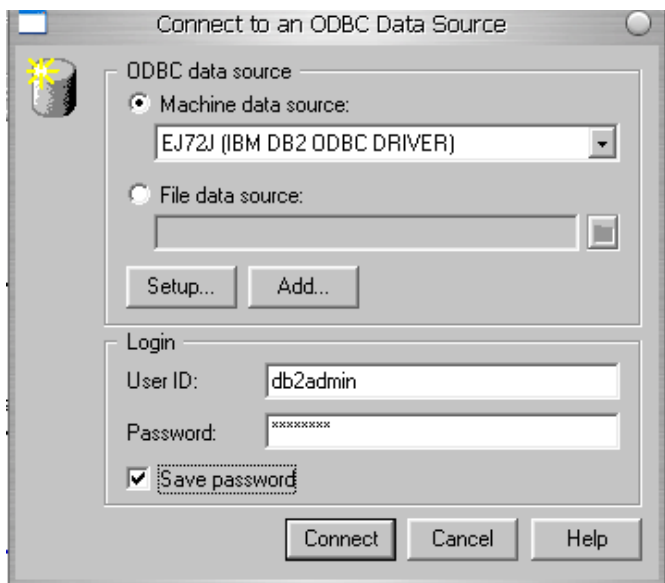 Connect to an ODBC Data Source
ODBC data source
Machine data source:
EJ72J (IBM DB2 ODBC DRIVER)
File data source:
Setup... Add...
Login
User ID: db2admin
Password: ********
Save password
Connect Cancel Help